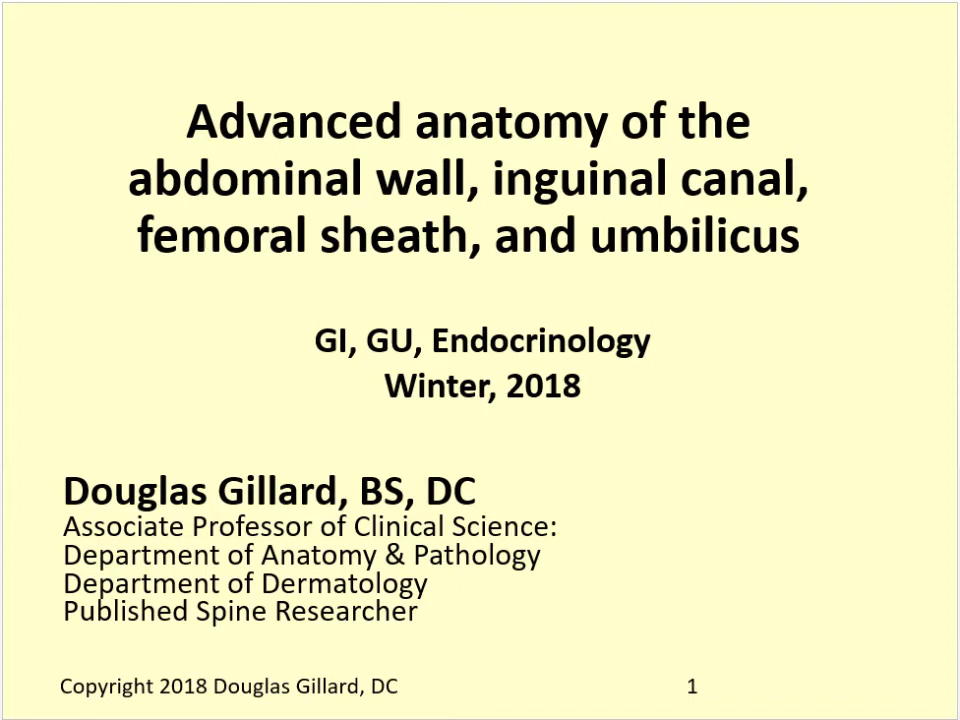 Advanced anatomy of the
abdominal wall, inguinal canal,
femoral sheath, and umbilicus
GI, GU, Endocrinology
Winter, 2018
Douglas Gillard, BS, DC
Associate Professor of Clinical Science:
Department of Anatomy & Pathology
Department of Dermatology
Published Spine Researcher
Copyright 2018 Douglas Gillard, DC
1